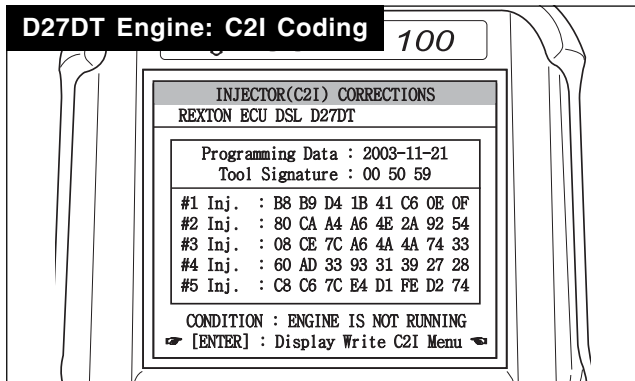 D27DT Engine: C2I Coding
100
INJECTOR(C2I) CORRECTIONS
REXTON ECU DSL D27DT
Programming Data : 2003-11-21
Tool Signature : 00 50 59
#1 Inj. : B8 B9 D4 1B 41 C6 0E 0F
#2 Inj. : 80 CA A4 A6 4E 2A 92 54
#3 Inj. : 08 CE 7C A6 4A 4A 74 33
#4 Inj. : 60 AD 33 93 31 39 27 28
#5 Inj. : C8 C6 7C E4 D1 FE D2 74
CONDITION : ENGINE IS NOT RUNNING
☞ [ENTER] : Display Write C2I Menu ☜